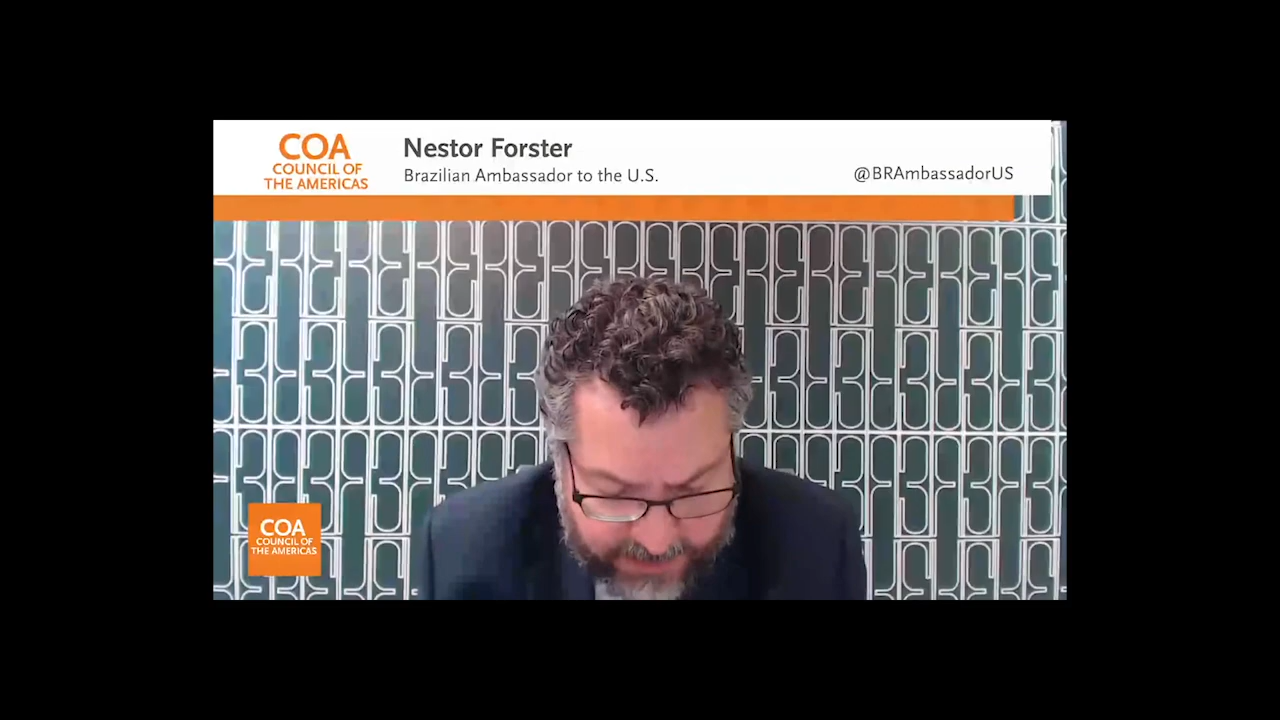 COA
COUNCIL OF
THE AMERICAS
Nestor Forster
Brazilian Ambassador to the U.S.
@BRAmbassadorUS
COA
COUNCIL OF
THE AMERICAS